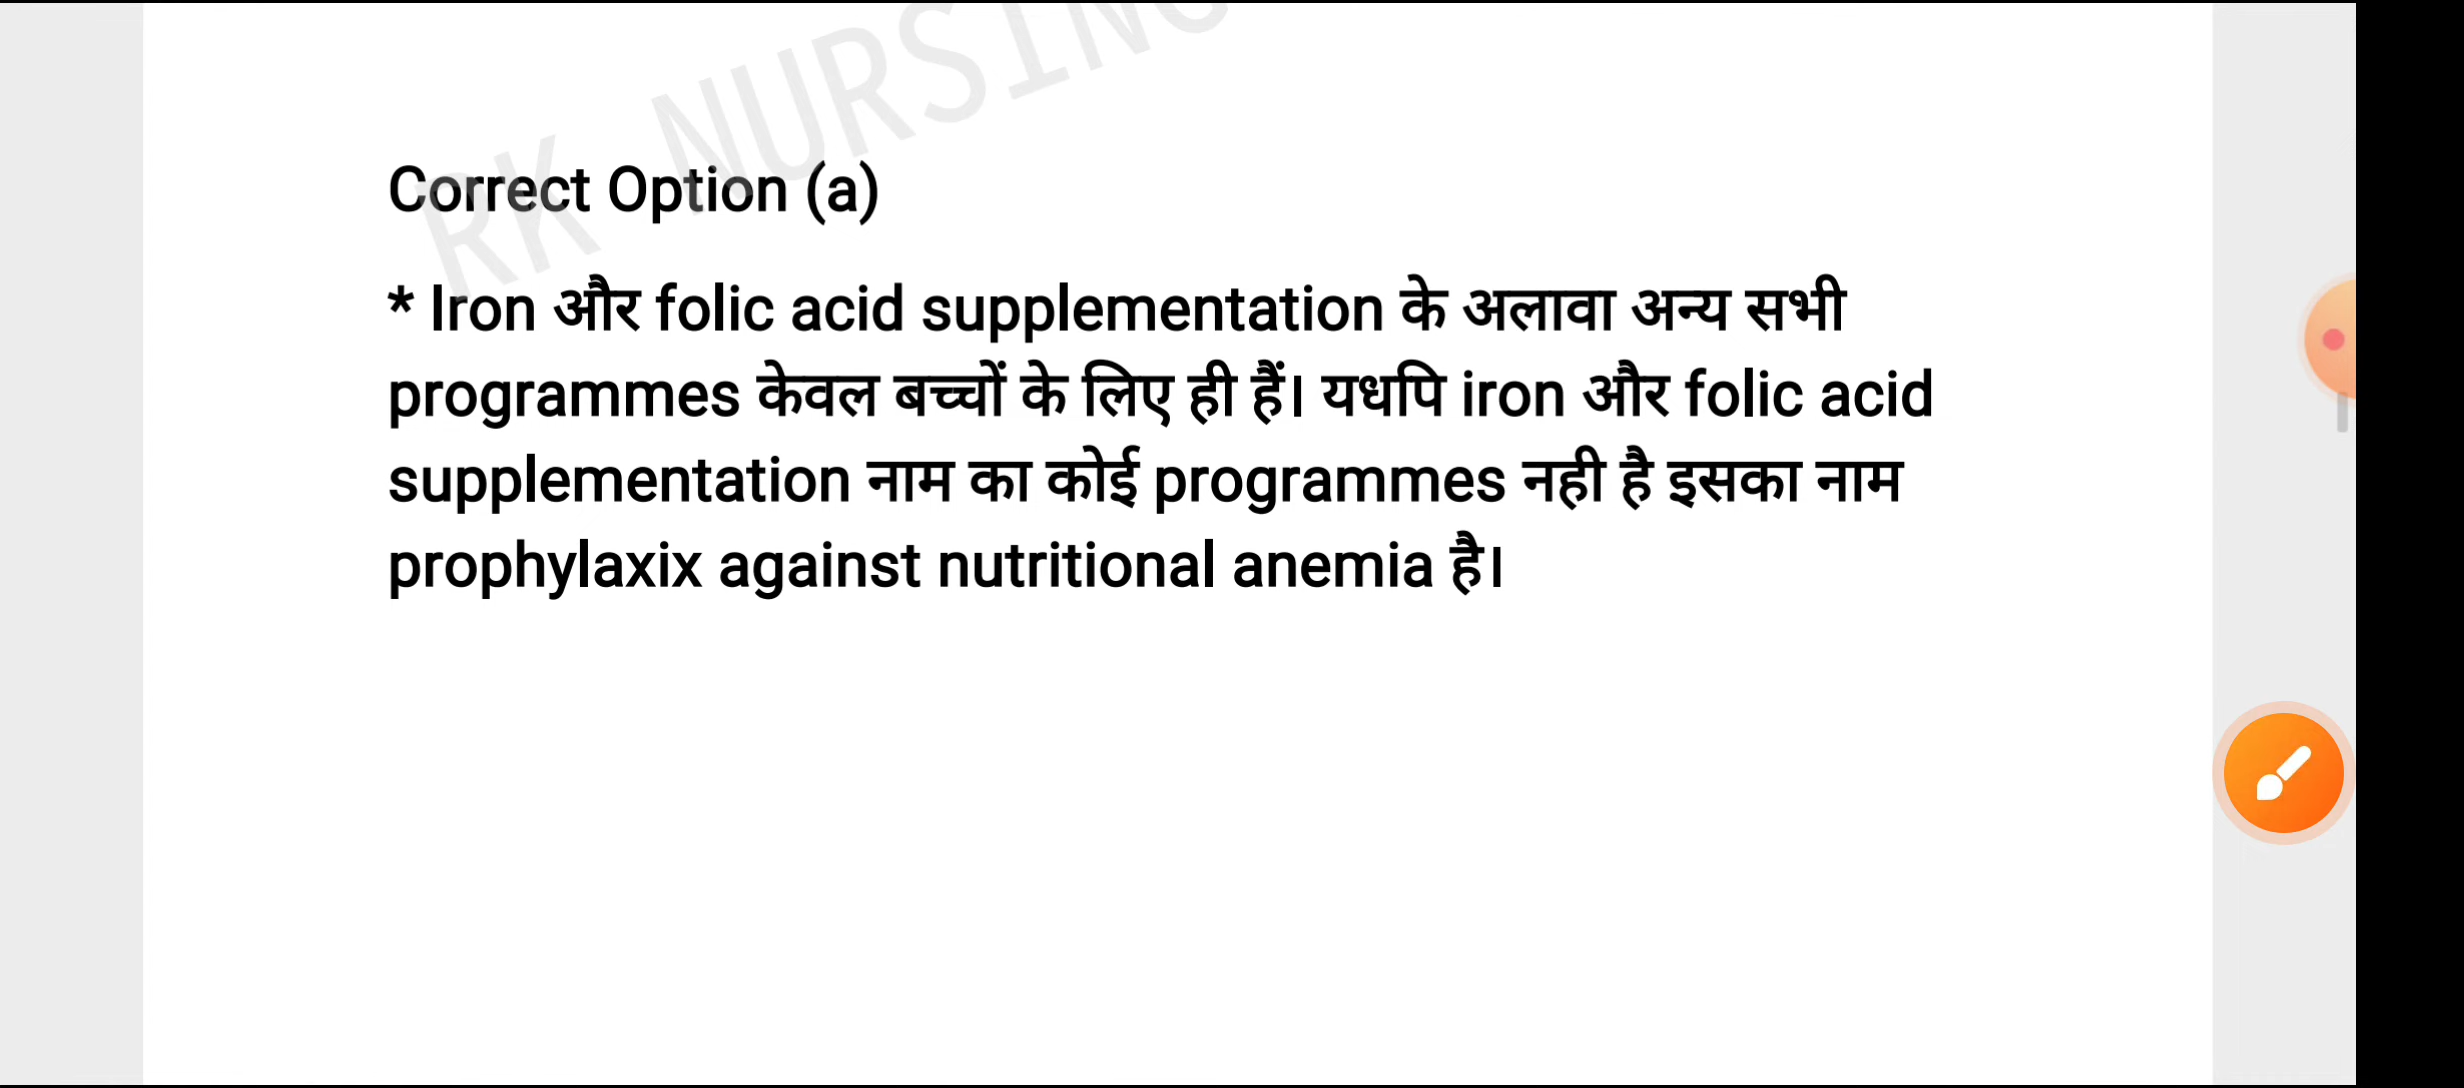 RK NURSING
Correct Option (a)
* Iron और folic acid supplementation के अलावा अन्य सभी
programmes केवल बच्चों के लिए ही हैं। यधपि iron और folic acid
supplementation नाम का कोई programmes नही है इसका नाम
prophylaxix against nutritional anemia है।